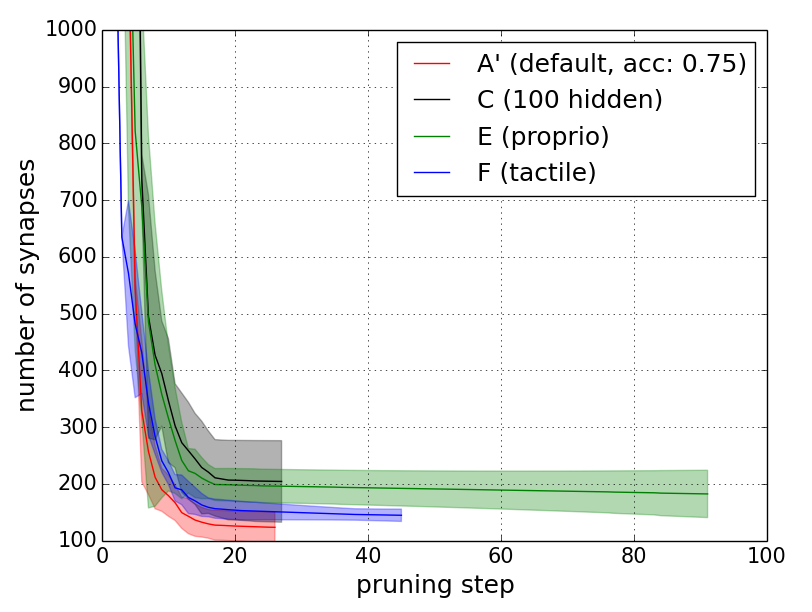 1000
900
800
700
600
500
400
300
200
100
number of synapses
A' (default, acc: 0.75)
C (100 hidden)
E (proprio)
F (tactile)
0 20 40 60 80 100
pruning step